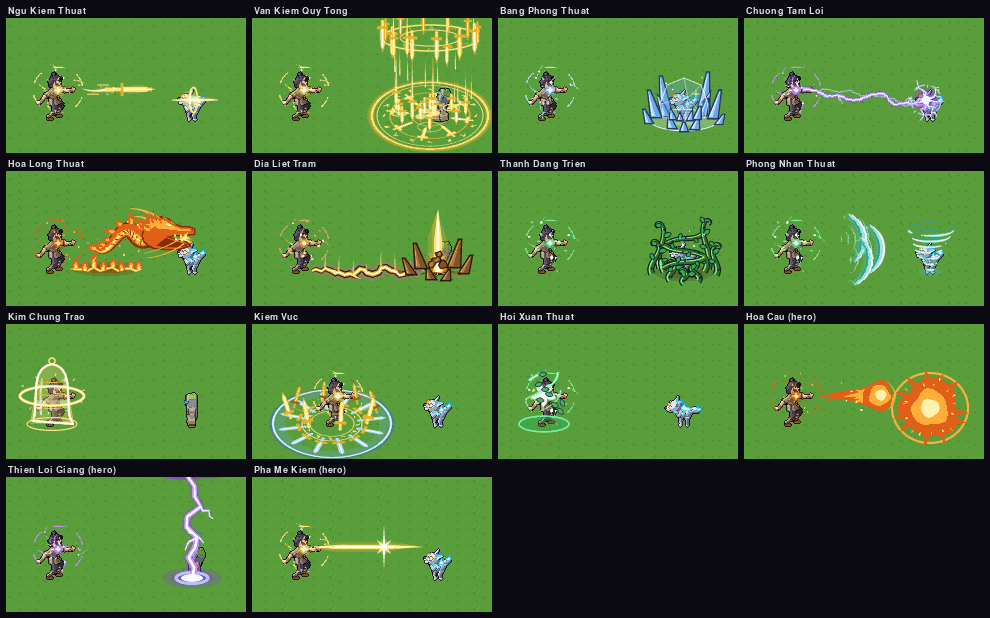 Ngu Kiem Thuat
Van Kiem Quy Tong
Bang Phong Thuat
Chuong Tam Loi
Hoa Long Thuat
Dia Liet Tram
Thanh Dang Trien
Phong Nhan Thuat
Kim Chung Trao
Kiem Vuc
Hoi Xuan Thuat
Hoa Cau (hero)
Thien Loi Giang (hero)
Pha Me Kiem (hero)